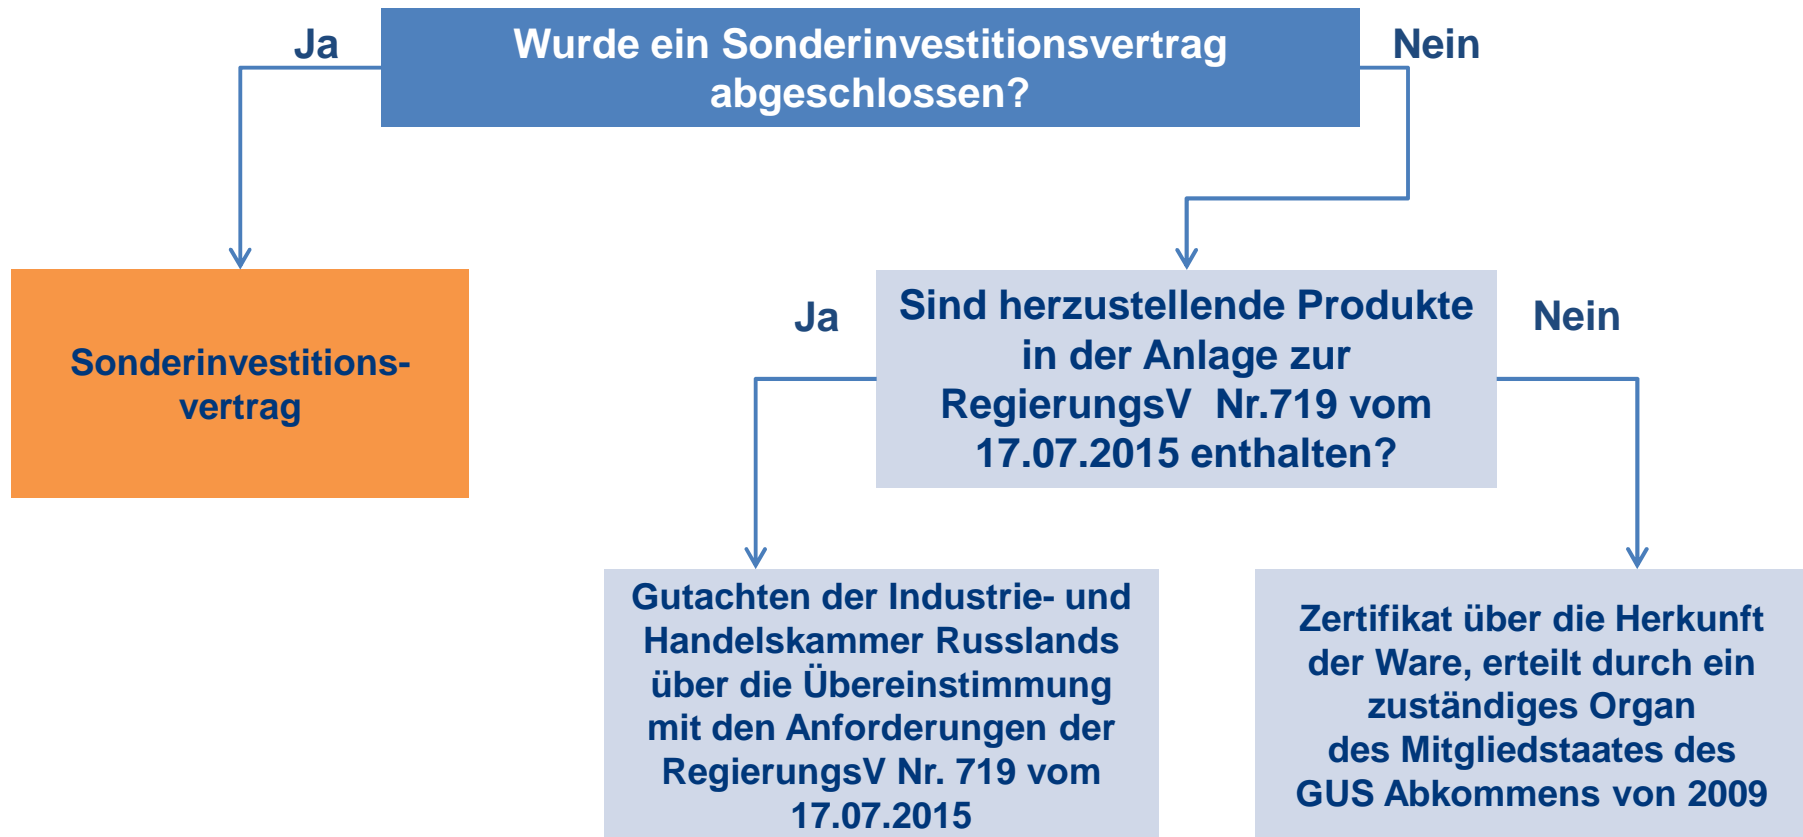 Ja
Wurde ein Sonderinvestitionsvertrag
abgeschlossen?
Nein
Sonderinvestitions-
vertrag
Ja
Sind herzustellende Produkte
in der Anlage zur
RegierungsV  Nr.719 vom
17.07.2015 enthalten?
Nein
Gutachten der Industrie- und
Handelskammer Russlands
über die Übereinstimmung
mit den Anforderungen der
RegierungsV Nr. 719 vom
17.07.2015
Zertifikat über die Herkunft
der Ware, erteilt durch ein
zuständiges Organ
des Mitgliedstaates des
GUS Abkommens von 2009